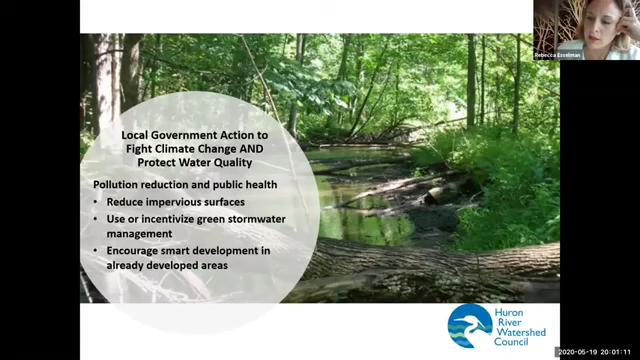 Rebecca Esselman
Local Government Action to
Fight Climate Change AND
Protect Water Quality
Pollution reduction and public health
• Reduce impervious surfaces
• Use or incentivize green stormwater
management
• Encourage smart development in
already developed areas
Huron
River
Watershed
Council
2020-05-19 20:01:11